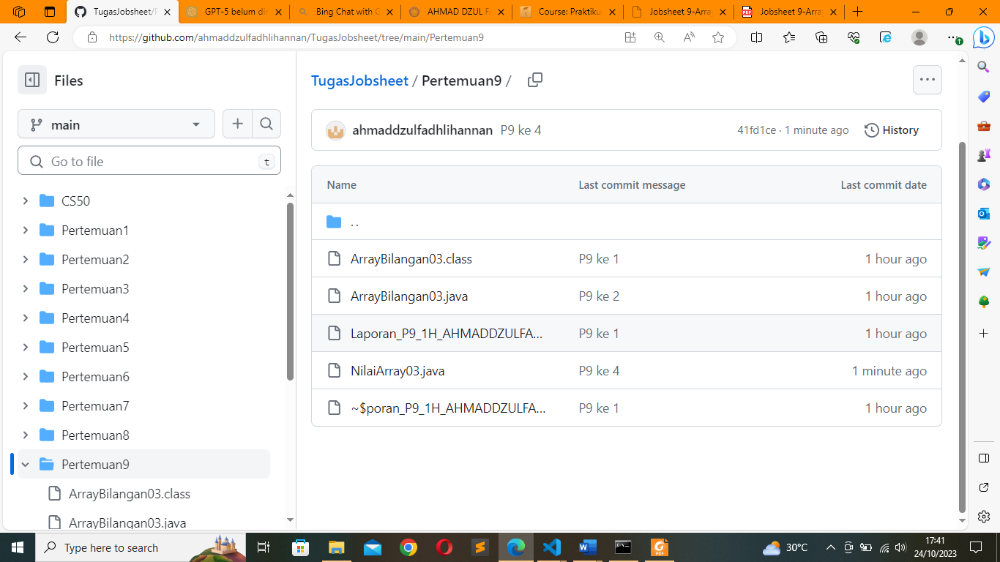 TugasJobsheet/P
GPT-5 belum dir
Bing Chat with G
AHMAD DZUL FA
Course: Praktiku
Jobsheet 9-Array
Jobsheet 9-Array
https://github.com/ahmaddzulfadhlihannan/TugasJobsheet/tree/main/Pertemuan9
Files
TugasJobsheet / Pertemuan9 /
main
Go to file
t
ahmaddzulfadhlihannan P9 ke 4 41fd1ce · 1 minute ago History
Name Last commit message Last commit date
..
ArrayBilangan03.class P9 ke 1 1 hour ago
ArrayBilangan03.java P9 ke 2 1 hour ago
Laporan_P9_1H_AHMADDZULFA... P9 ke 1 1 hour ago
NilaiArray03.java P9 ke 4 1 minute ago
~$poran_P9_1H_AHMADDZULFA... P9 ke 1 1 hour ago
CS50
Pertemuan1
Pertemuan2
Pertemuan3
Pertemuan4
Pertemuan5
Pertemuan6
Pertemuan7
Pertemuan8
Pertemuan9
ArrayBilangan03.class
ArrayBilangan03.java
Type here to search
30°C
17:41
24/10/2023